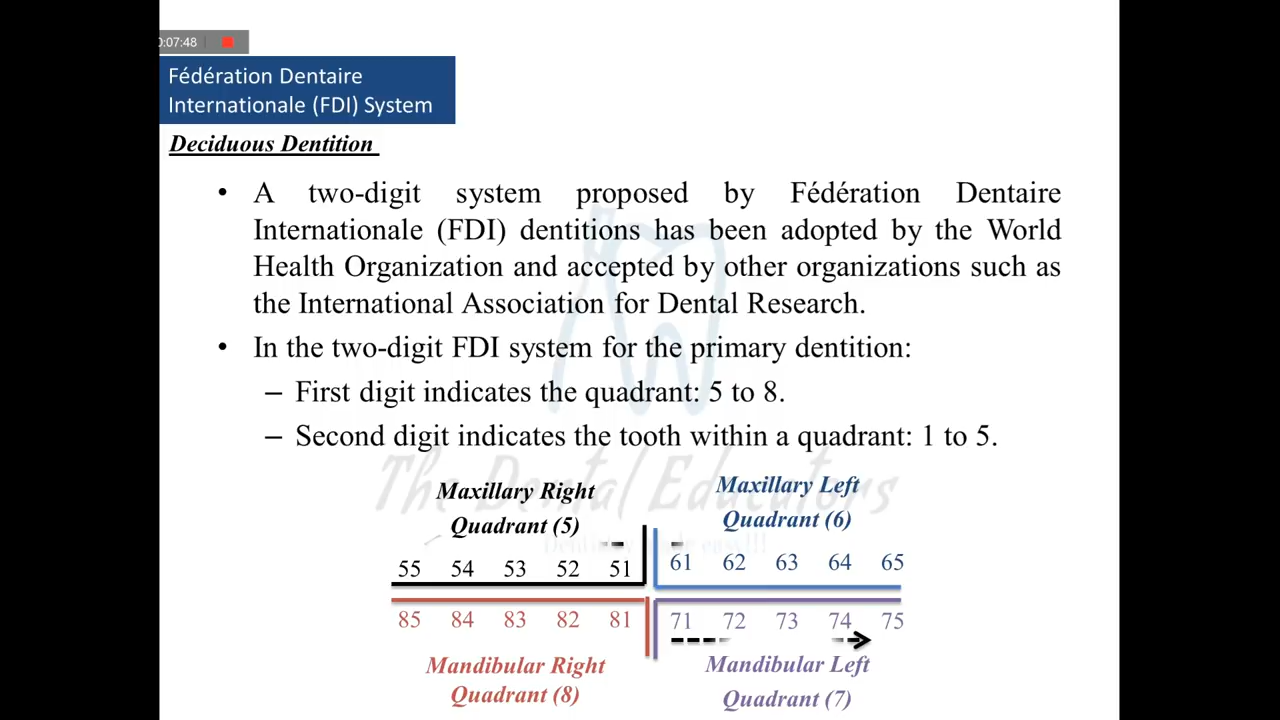 0:07:48
Fédération Dentaire
Internationale (FDI) System
Deciduous Dentition
• A two-digit system proposed by Fédération Dentaire
Internationale (FDI) dentitions has been adopted by the World
Health Organization and accepted by other organizations such as
the International Association for Dental Research.
• In the two-digit FDI system for the primary dentition:
– First digit indicates the quadrant: 5 to 8.
– Second digit indicates the tooth within a quadrant: 1 to 5.
The Dental Educators
Maxillary Right
Quadrant (5)
Maxillary Left
Quadrant (6)
55 54 53 52 51
61 62 63 64 65
85 84 83 82 81
71 72 73 74 75
Mandibular Right
Quadrant (8)
Mandibular Left
Quadrant (7)